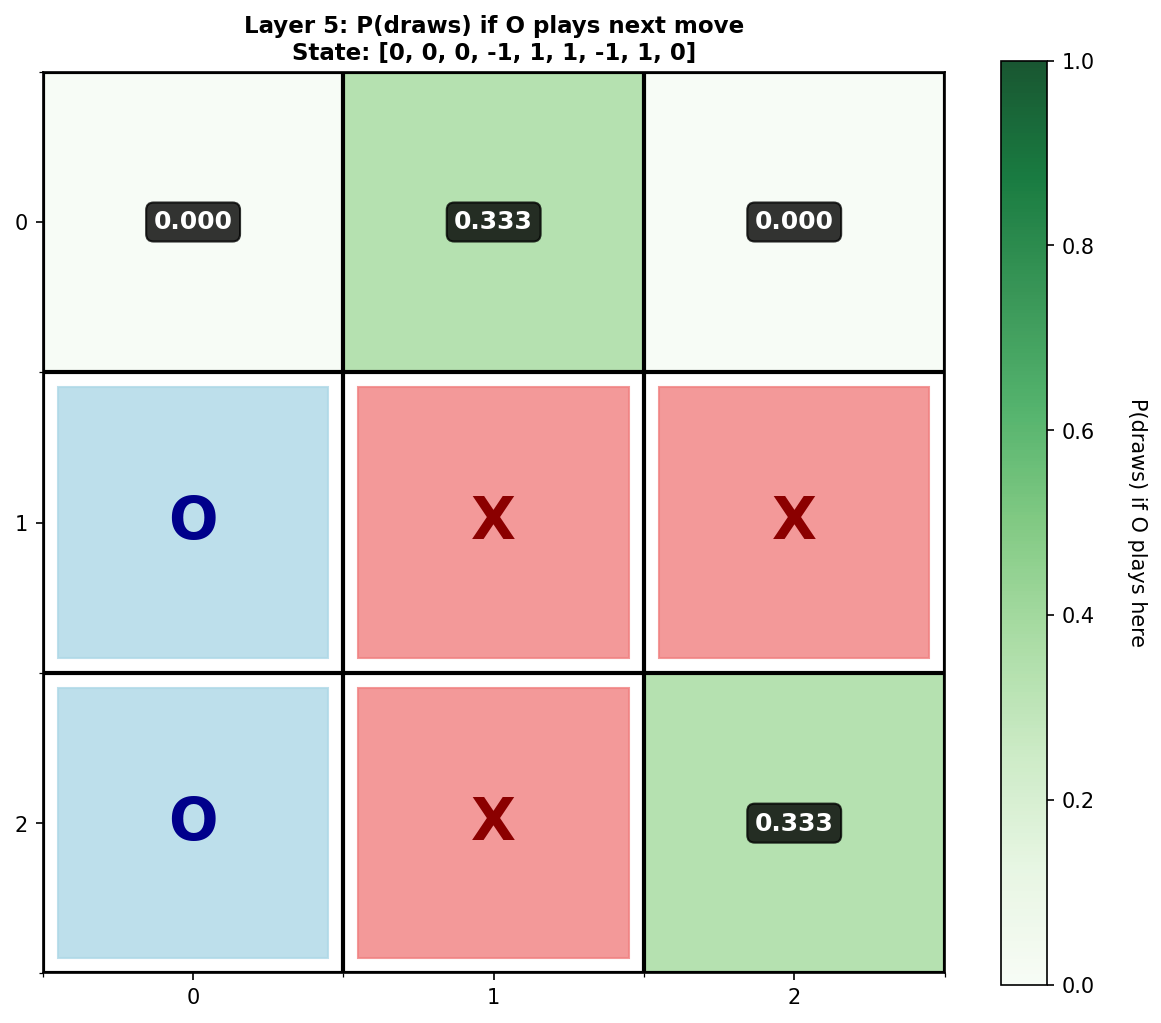 Layer 5: P(draws) if O plays next move
State: [0, 0, 0, -1, 1, 1, -1, 1, 0]
0
0.000
0.333
0.000
1
O
X
X
2
O
X
0.333
0
1
2
1.0
0.8
0.6
0.4
0.2
0.0
P(draws) if O plays here